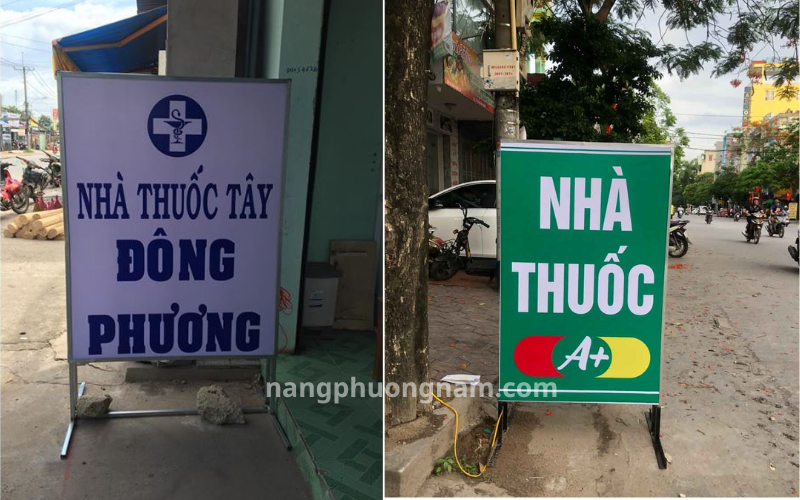 NHÀ THUỐC TÂY
ĐÔNG
PHƯƠNG
NHÀ
THUỐC
A+
nangphuongnam.com